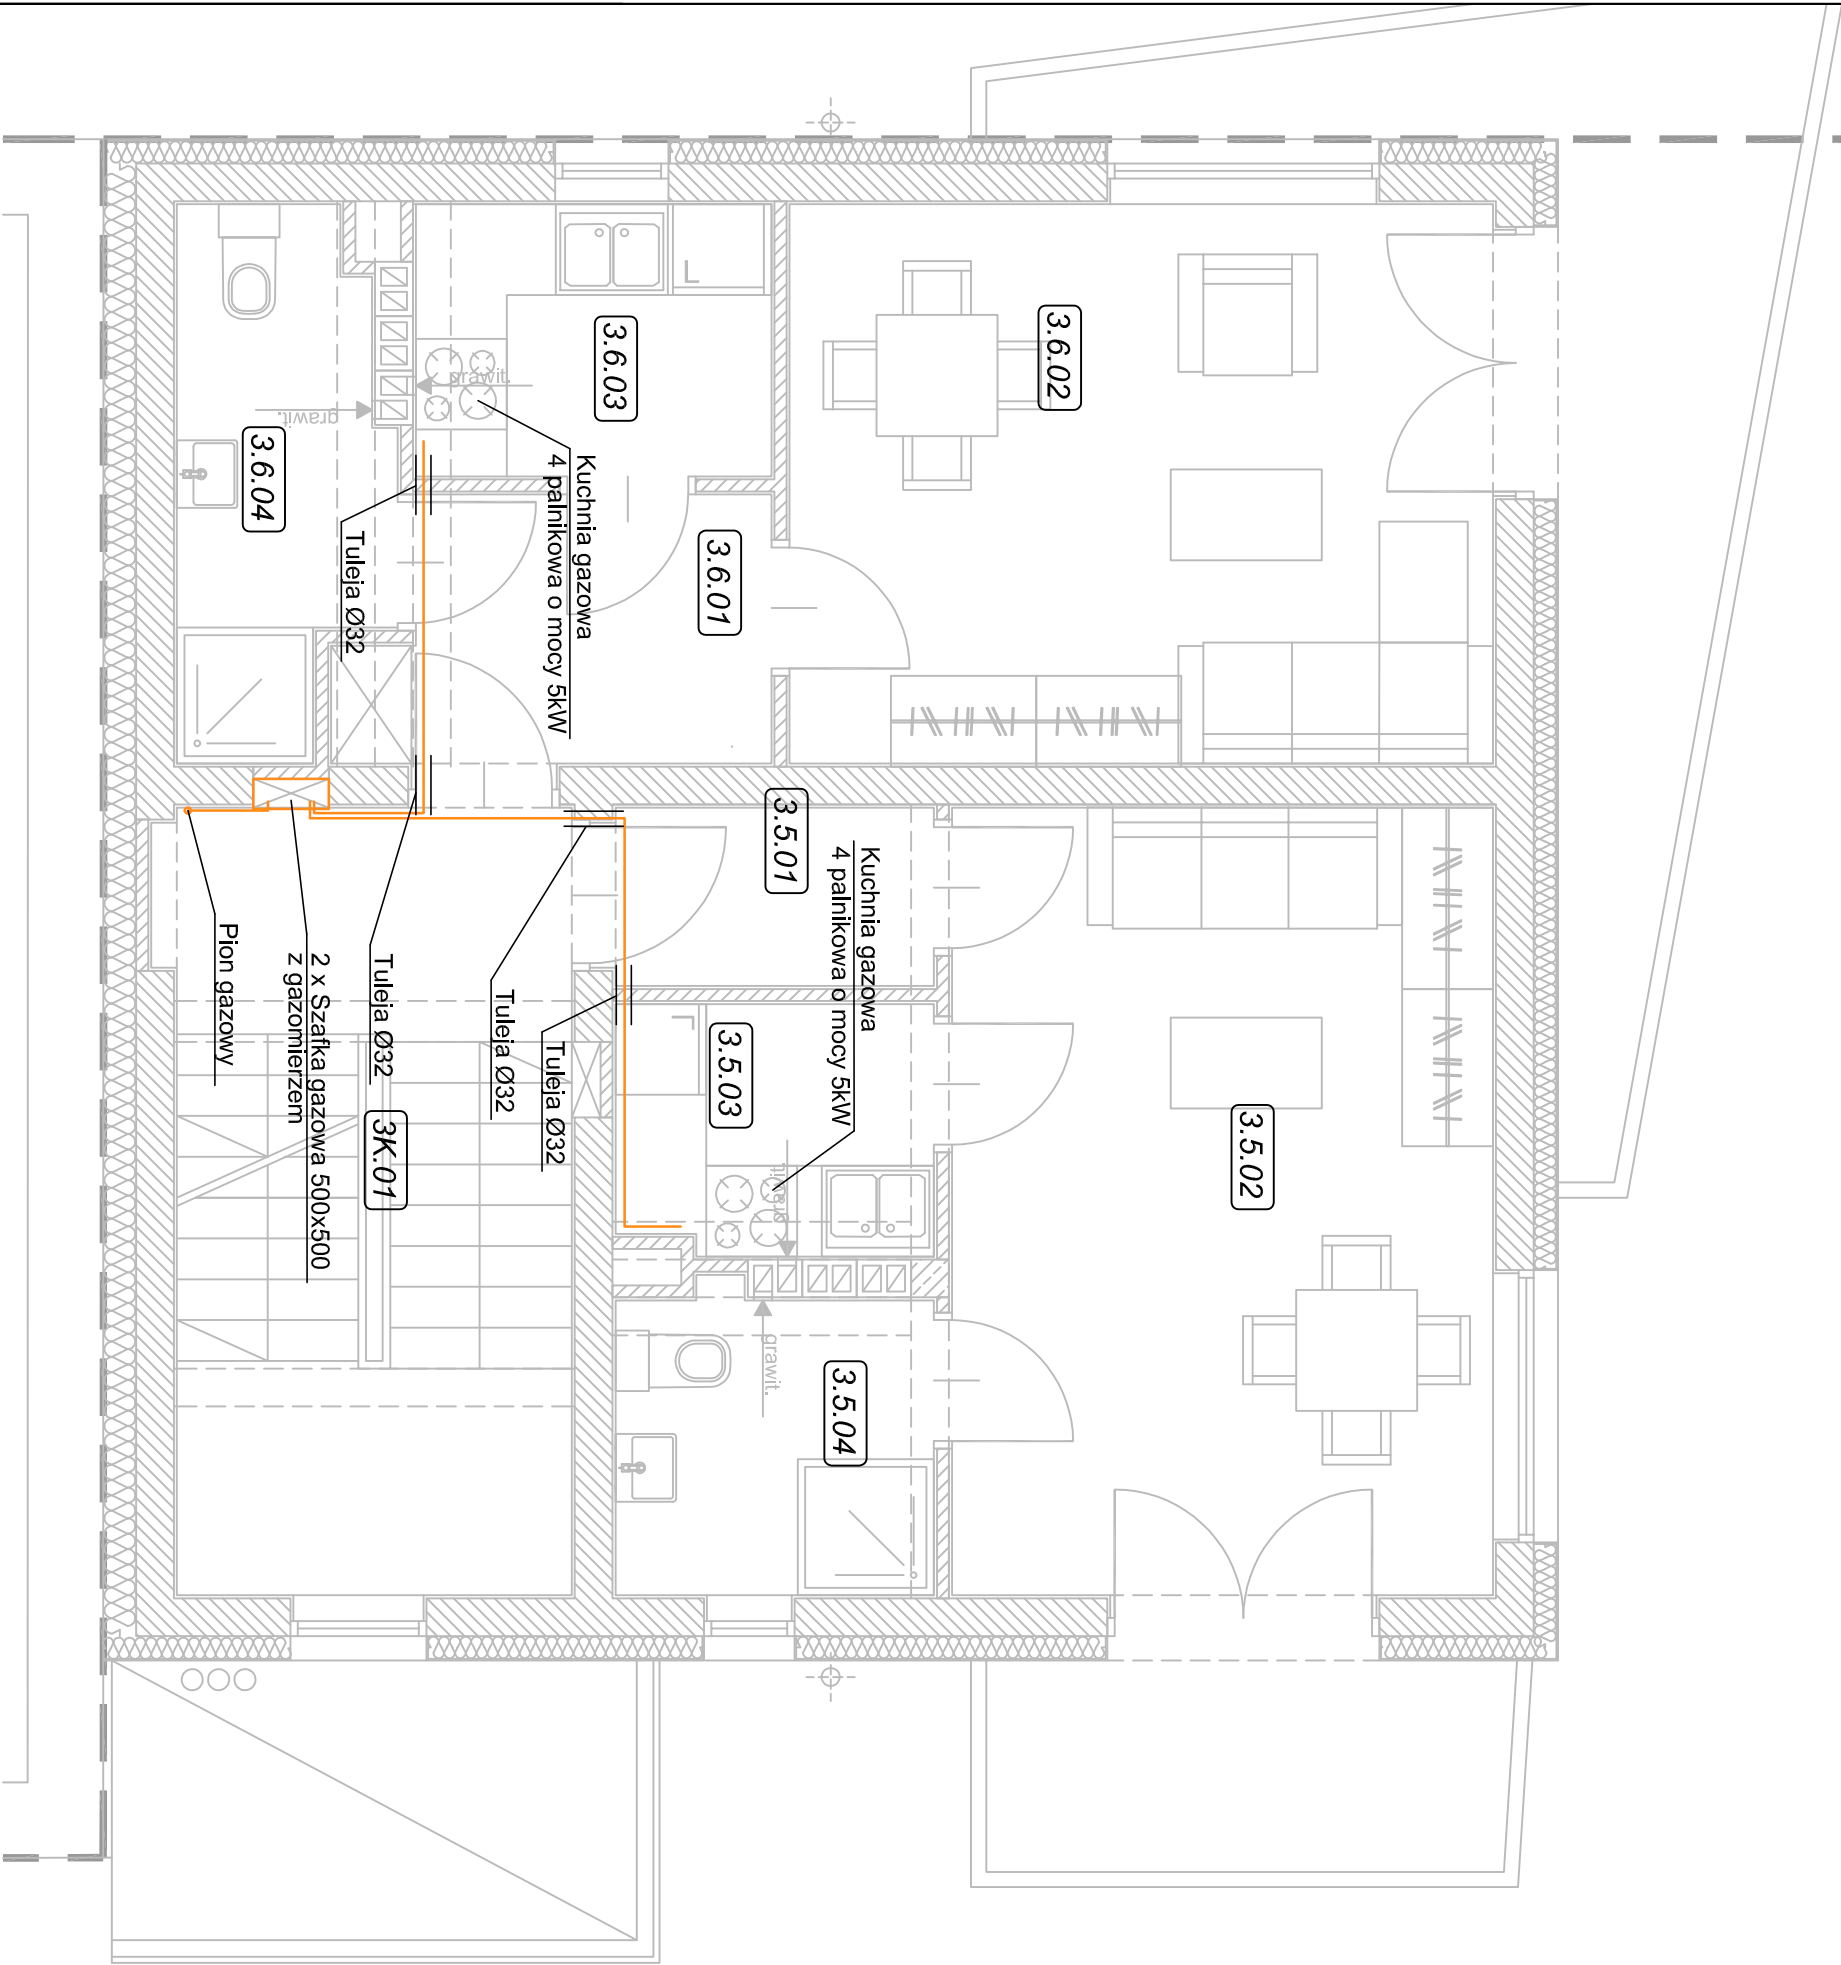 3.6.02
3.6.03
3.6.04
3.6.01
grawit.
grawit.
Kuchnia gazowa
4 palnikowa o mocy 5kW
Tuleja Ø32
3.5.01
Kuchnia gazowa
4 palnikowa o mocy 5kW
3.5.02
3.5.03
3.5.04
grawit.
grawit.
Tuleja Ø32
Tuleja Ø32
Tuleja Ø32
3K.01
2 x Szafka gazowa 500x500
z gazomierzem
Pion gazowy
L
L